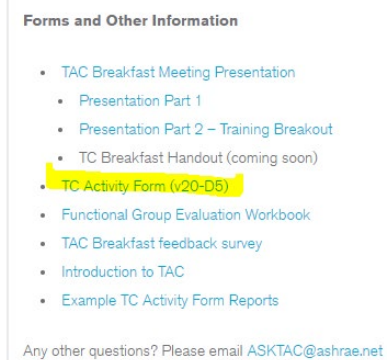 Forms and Other Information
TAC Breakfast Meeting Presentation
Presentation Part 1
Presentation Part 2 – Training Breakout
TC Breakfast Handout (coming soon)
TC Activity Form (v20-D5)
Functional Group Evaluation Workbook
TAC Breakfast feedback survey
Introduction to TAC
Example TC Activity Form Reports
Any other questions? Please email ASKTAC@ashrae.net